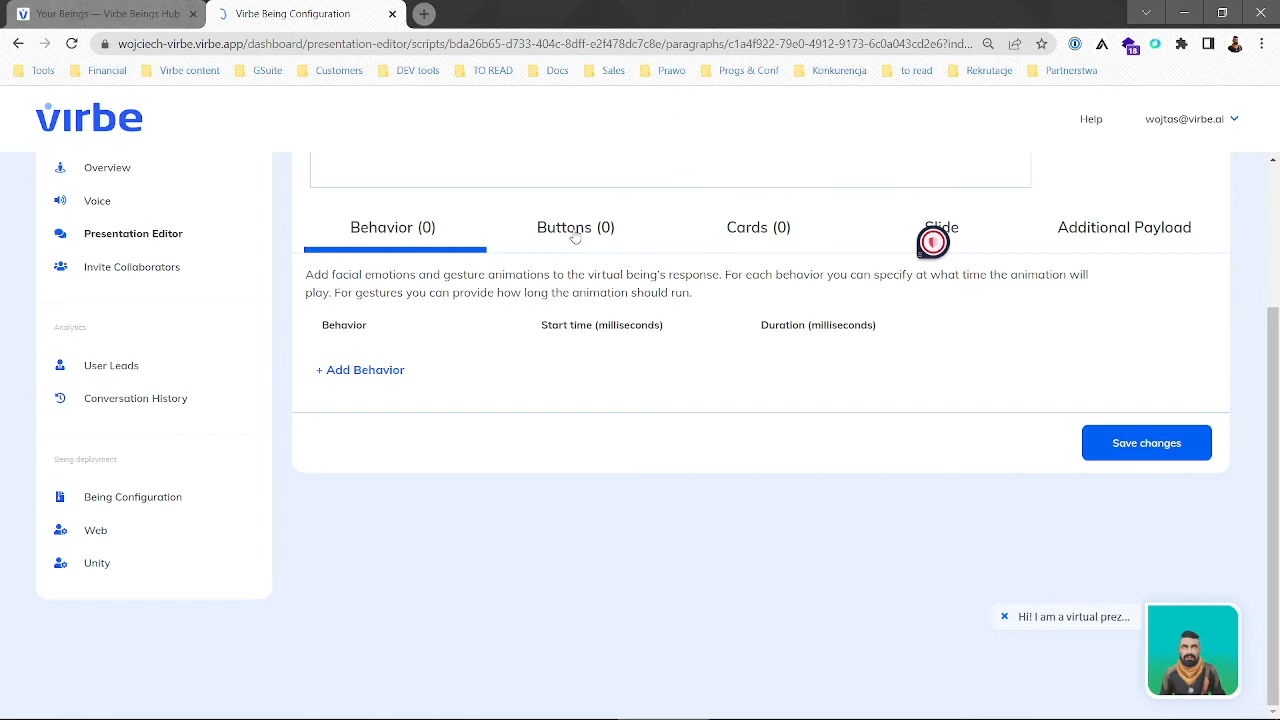 Your Beings — Virbe Beings Hub
Virbe Being Configuration
wojciech-virbe.virbe.app/dashboard/presentation-editor/scripts/bla26b65-d733-404c-8dff-e2f478dc7c8e/paragraphs/c1a4f922-79e0-4912-9173-6c0b043cd2e6?ind...
18
Tools
Financial
Virbe content
GSuite
Customers
DEV tools
TO READ
Docs
Sales
Prawo
Progs & Conf
Konkurencja
to read
Rekrutacje
Partnerstwa
virbe
Help
wojtas@virbe.ai
Overview
Voice
Presentation Editor
Invite Collaborators
Analytics
User Leads
Conversation History
Being deployment
Being Configuration
Web
Unity
Behavior (0)
Buttons (0)
Cards (0)
Slide
Additional Payload
Add facial emotions and gesture animations to the virtual being's response. For each behavior you can specify at what time the animation will
play. For gestures you can provide how long the animation should run.
Behavior
Start time (milliseconds)
Duration (milliseconds)
+ Add Behavior
Save changes
Hi! I am a virtual prez...